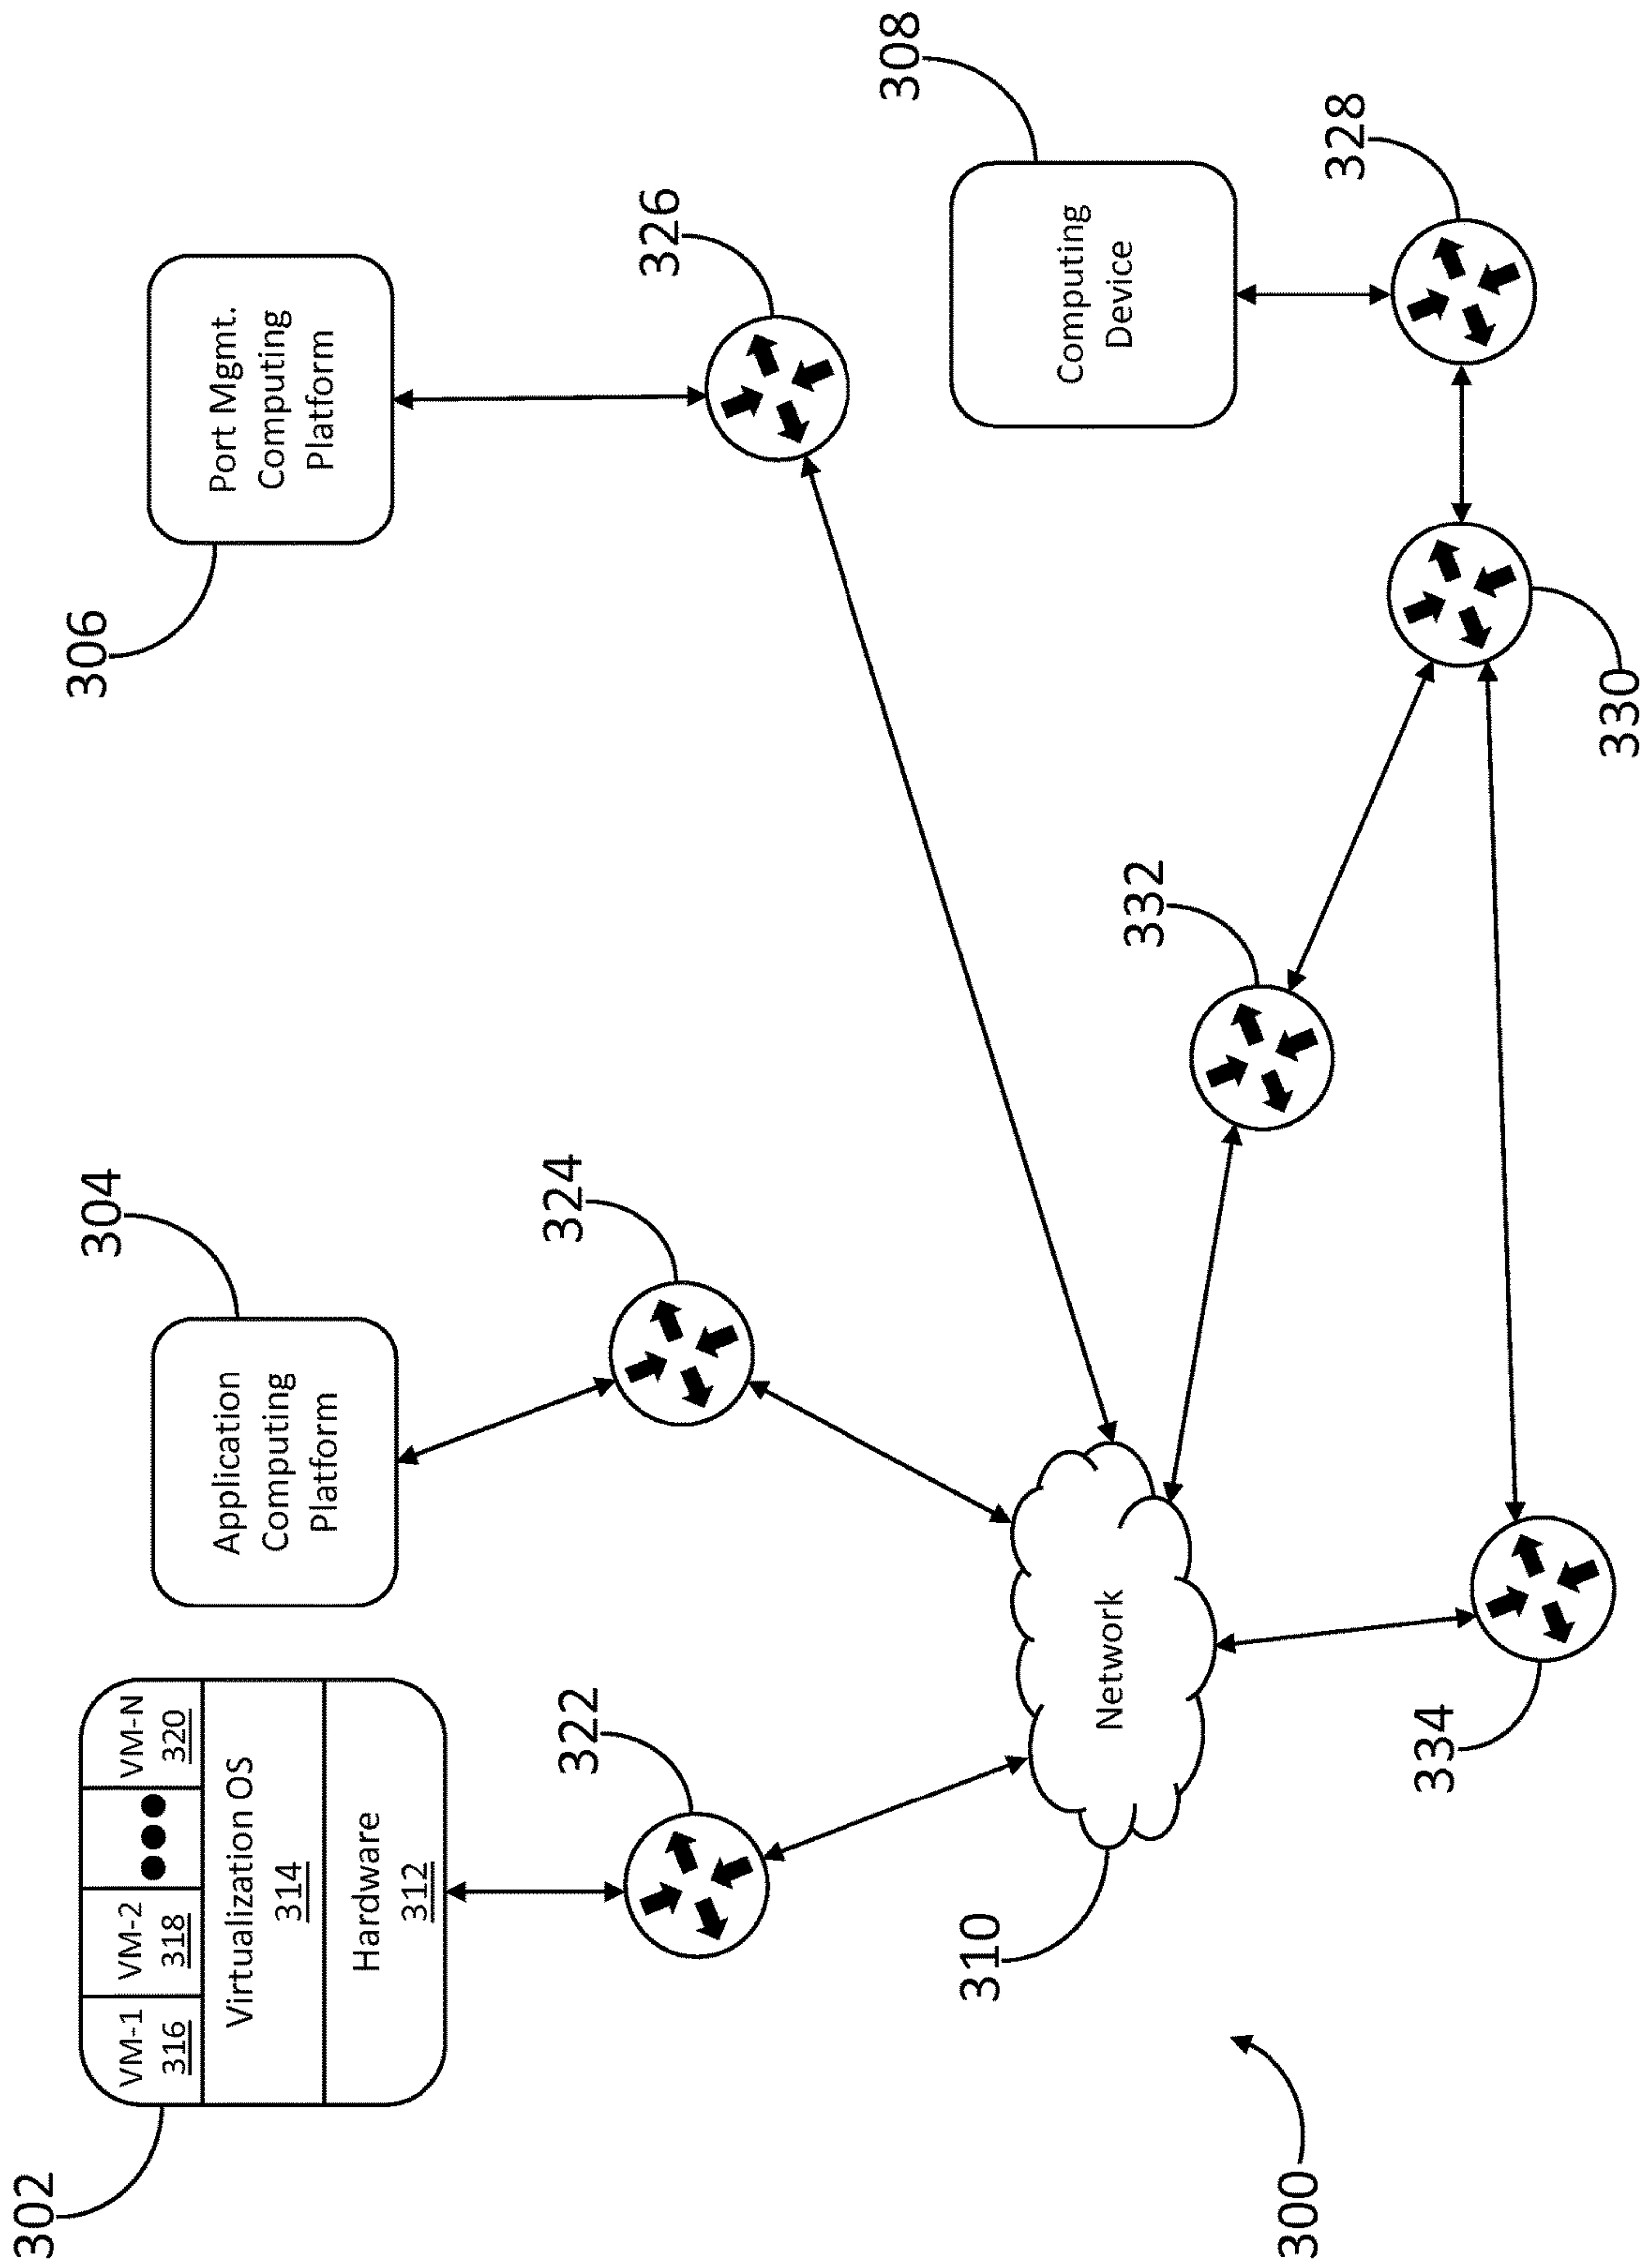 302
VM-1
316
VM-2
318
VM-N
320
Virtualization OS
314
Hardware
312
304
Application
Computing
Platform
306
Port Mgmt.
Computing
Platform
322
324
326
308
Computing
Device
310
Network
332
328
334
330
300